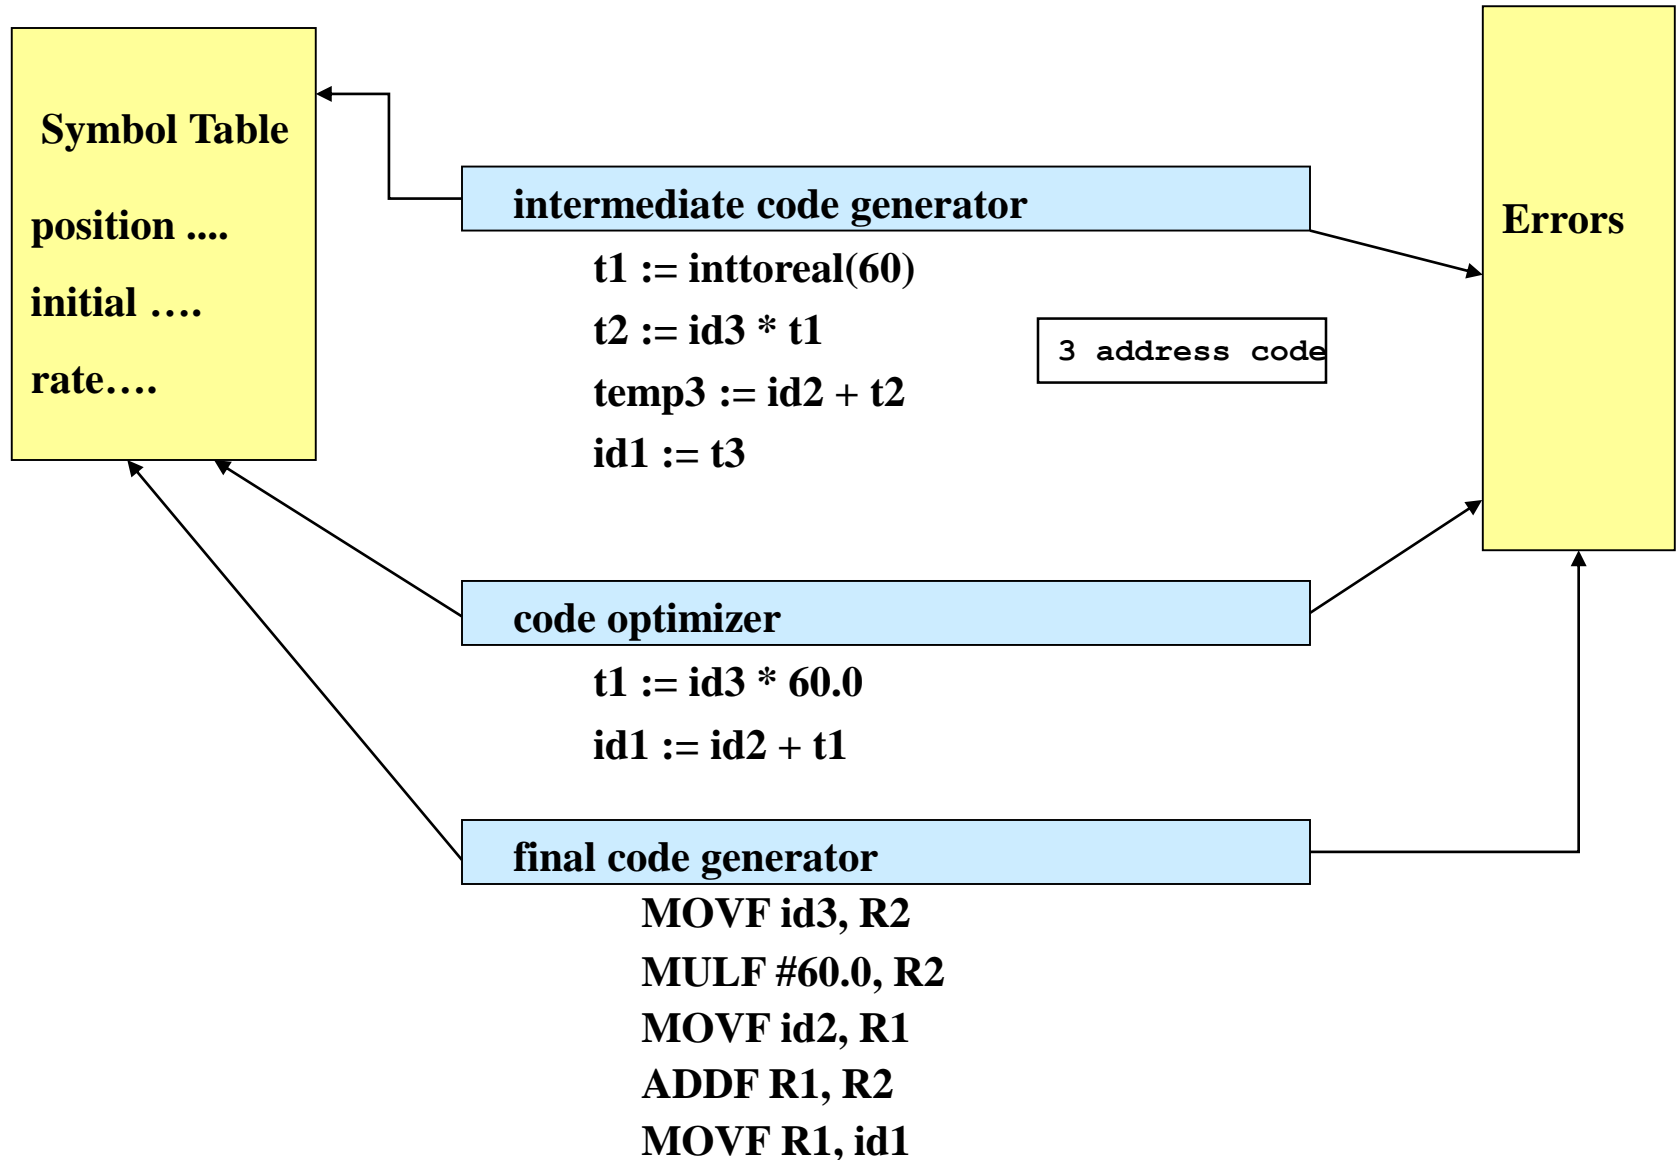 Symbol Table
position ....
initial ….
rate….
intermediate code generator
t1 := inttoreal(60)
t2 := id3 * t1
temp3 := id2 + t2
id1 := t3
3 address code
Errors
code optimizer
t1 := id3 * 60.0
id1 := id2 + t1
final code generator
MOVF id3, R2
MULF #60.0, R2
MOVF id2, R1
ADDF R1, R2
MOVF R1, id1